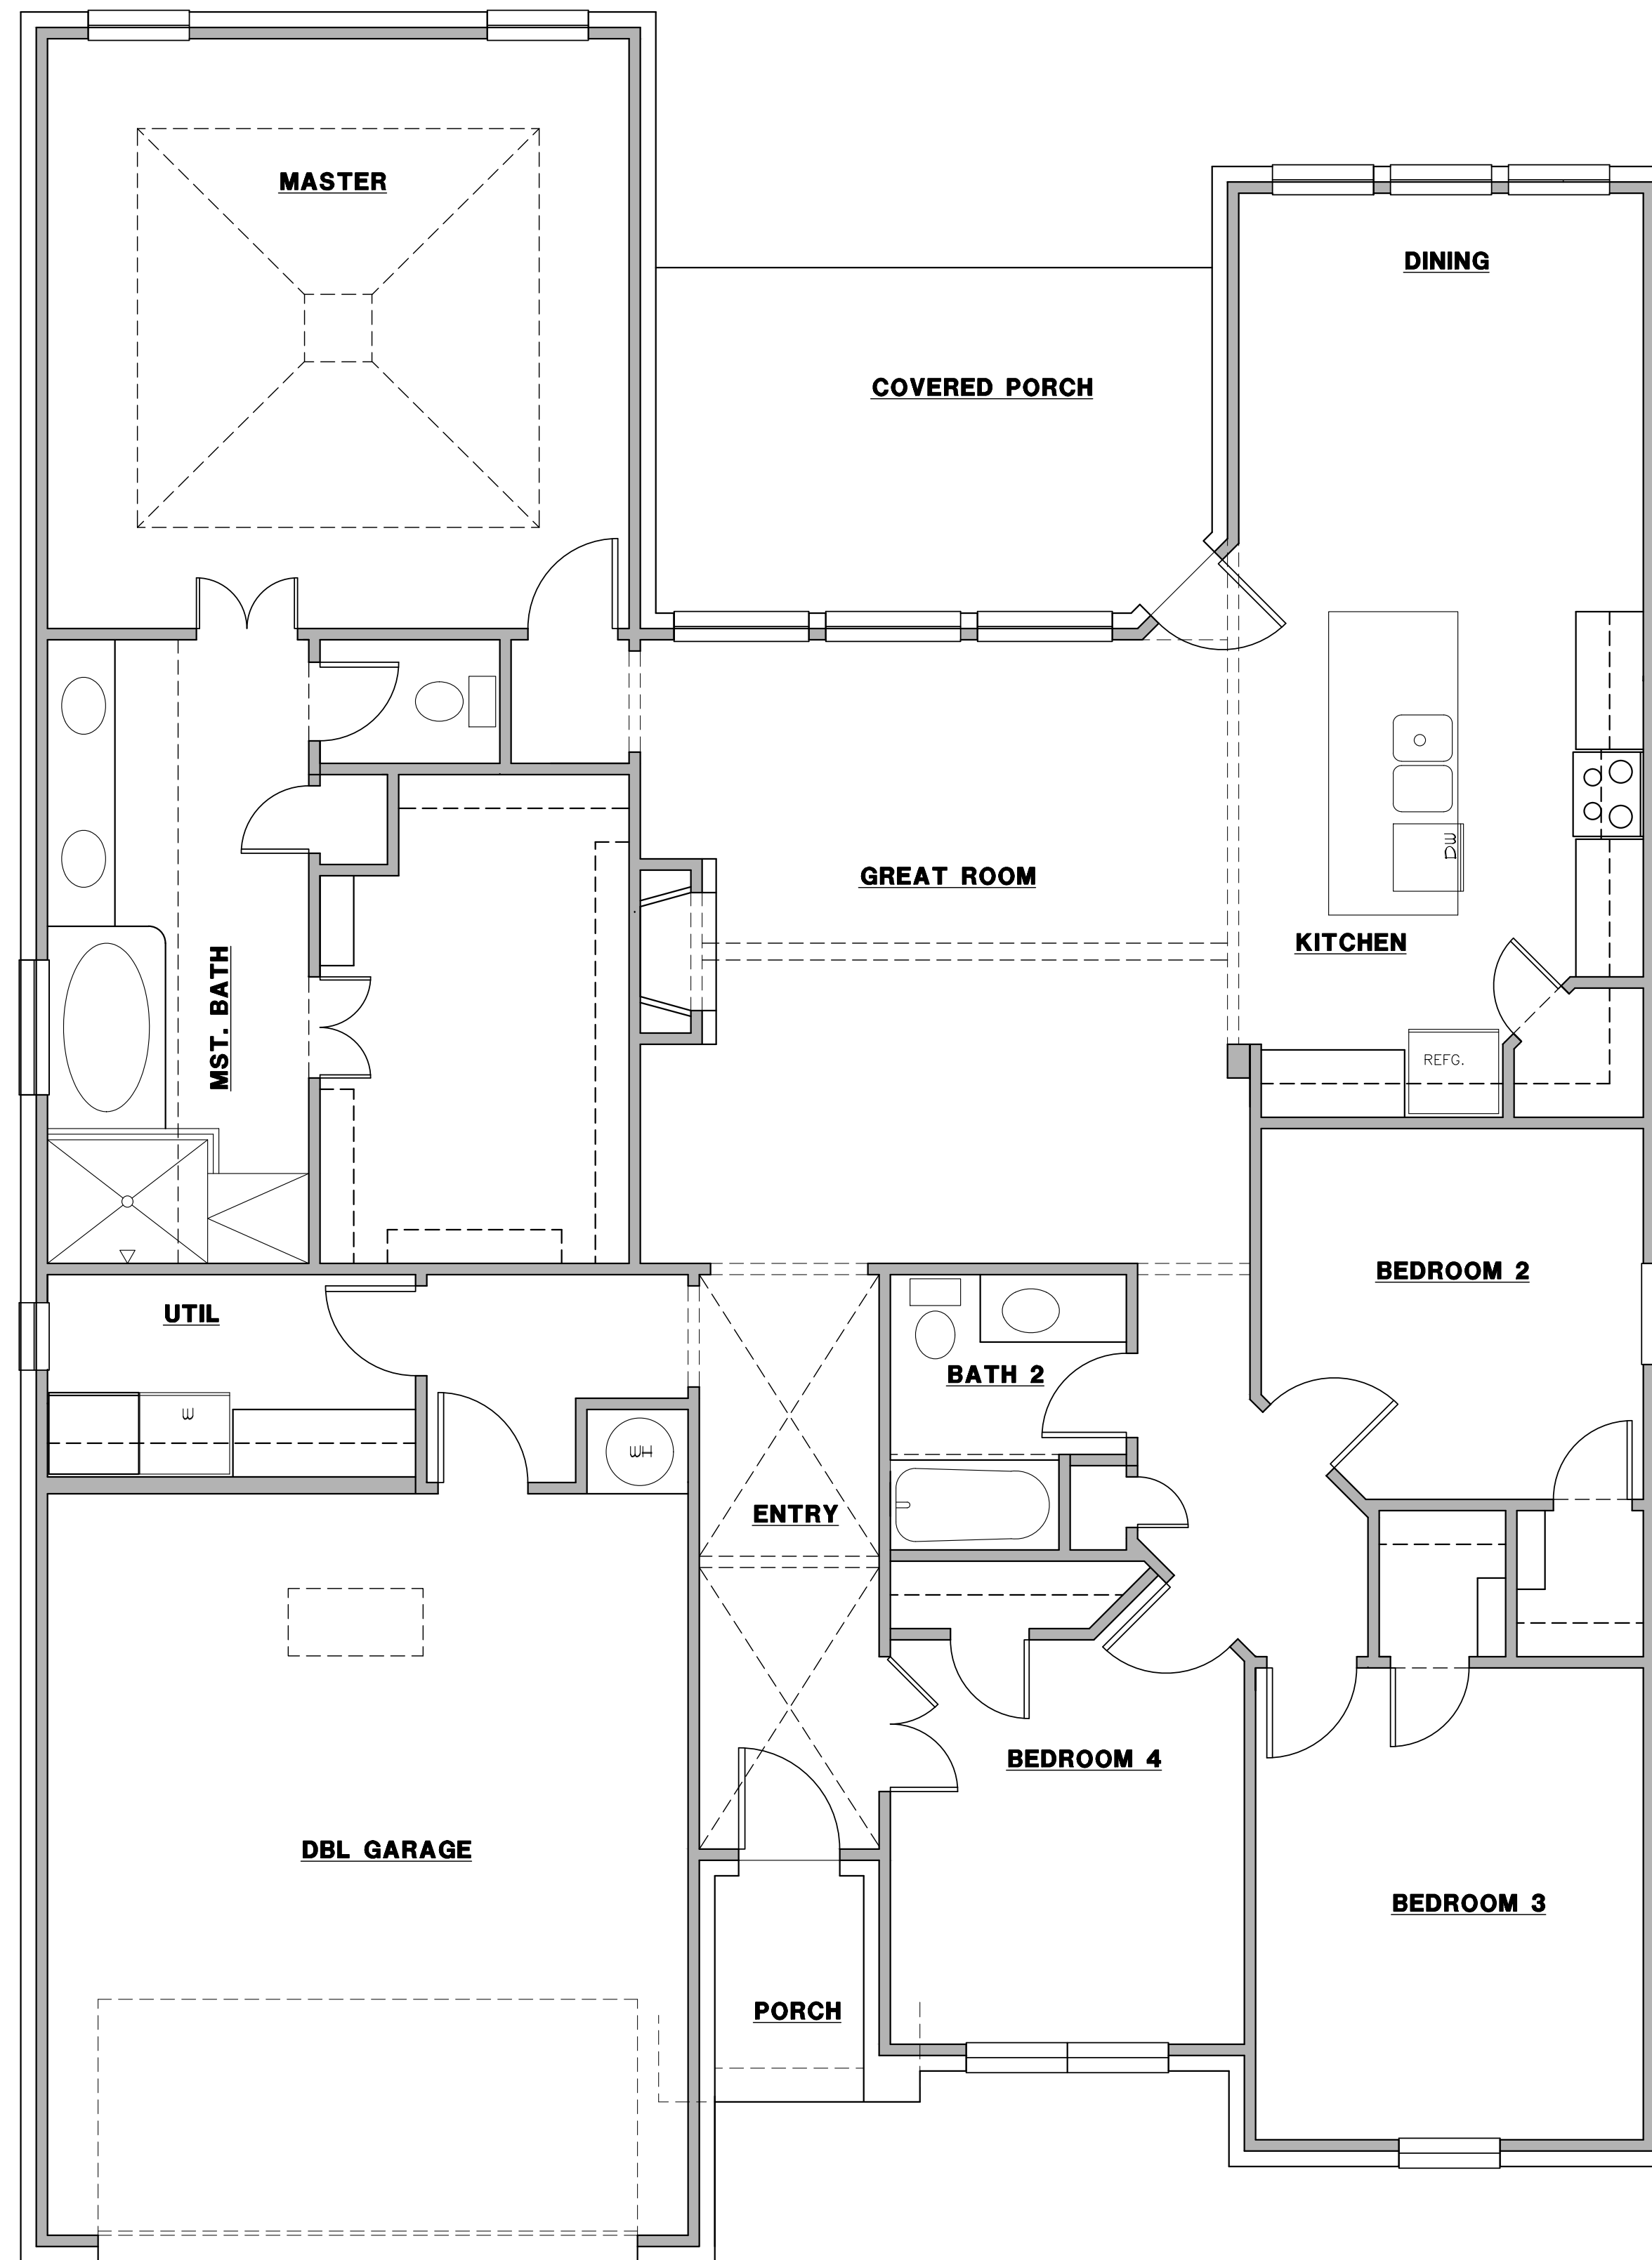 MASTER
DINING
COVERED PORCH
GREAT ROOM
DW
KITCHEN
MST. BATH
REFG.
BEDROOM 2
UTIL
BATH 2
W
WH
ENTRY
BEDROOM 4
DBL GARAGE
BEDROOM 3
PORCH